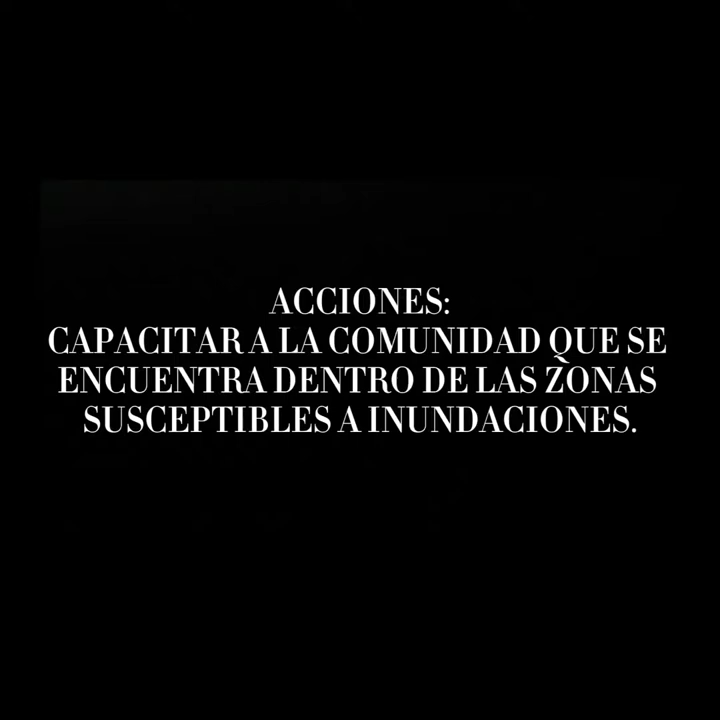 ACCIONES:
CAPACITAR A LA COMUNIDAD QUE SE
ENCUENTRA DENTRO DE LAS ZONAS
SUSCEPTIBLES A INUNDACIONES.